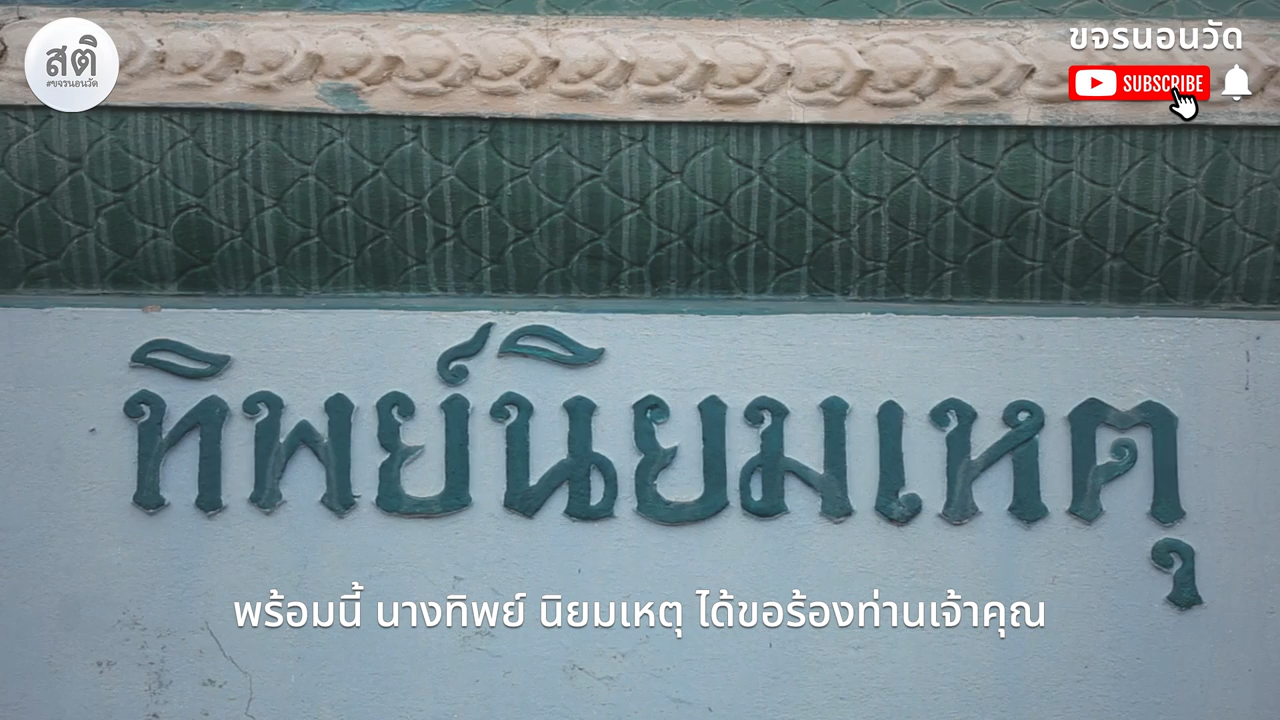 สติ
#ขจรนอนวัด
ขจรนอนวัด
SUBSCRIBE
ทิพย์นิยมเหตุ
พร้อมนี้ นางทิพย์ นิยมเหตุ ได้ขอร้องท่านเจ้าคุณ